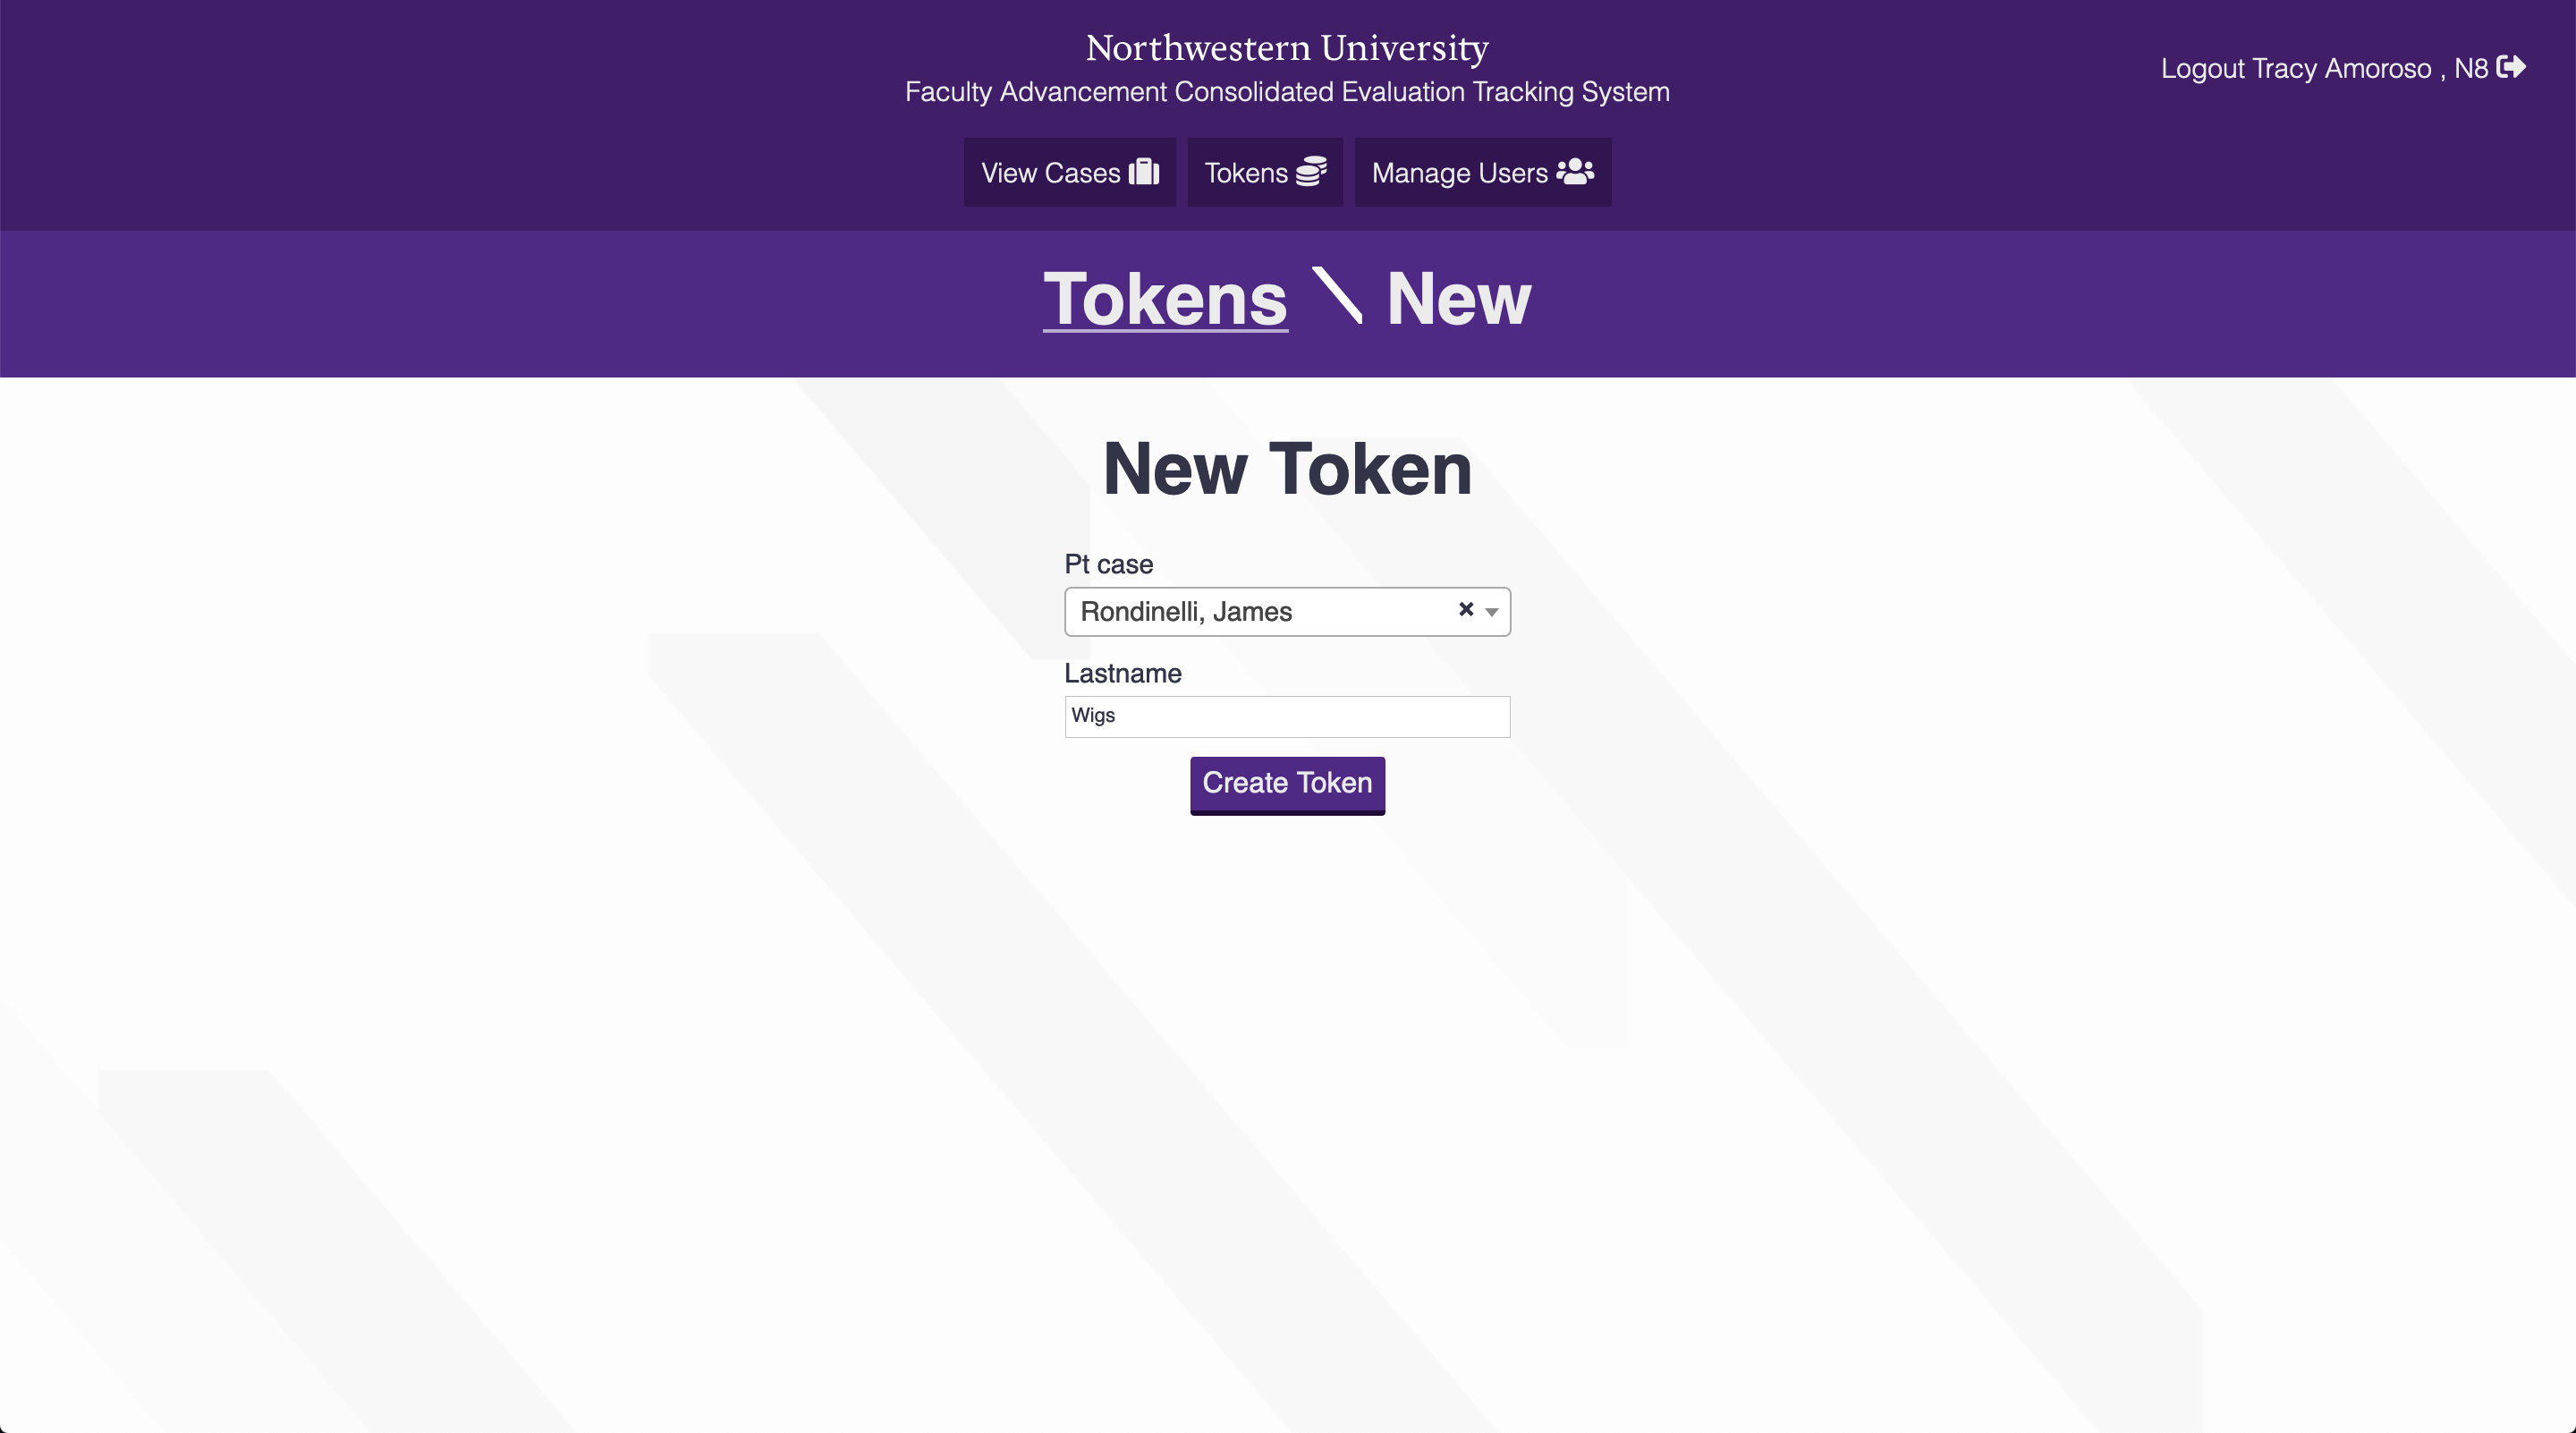 Northwestern University
Faculty Advancement Consolidated Evaluation Tracking System
Logout Tracy Amoroso , N8
View Cases
Tokens
Manage Users
Tokens \ New
New Token
Pt case
Rondinelli, James
Lastname
Wigs
Create Token